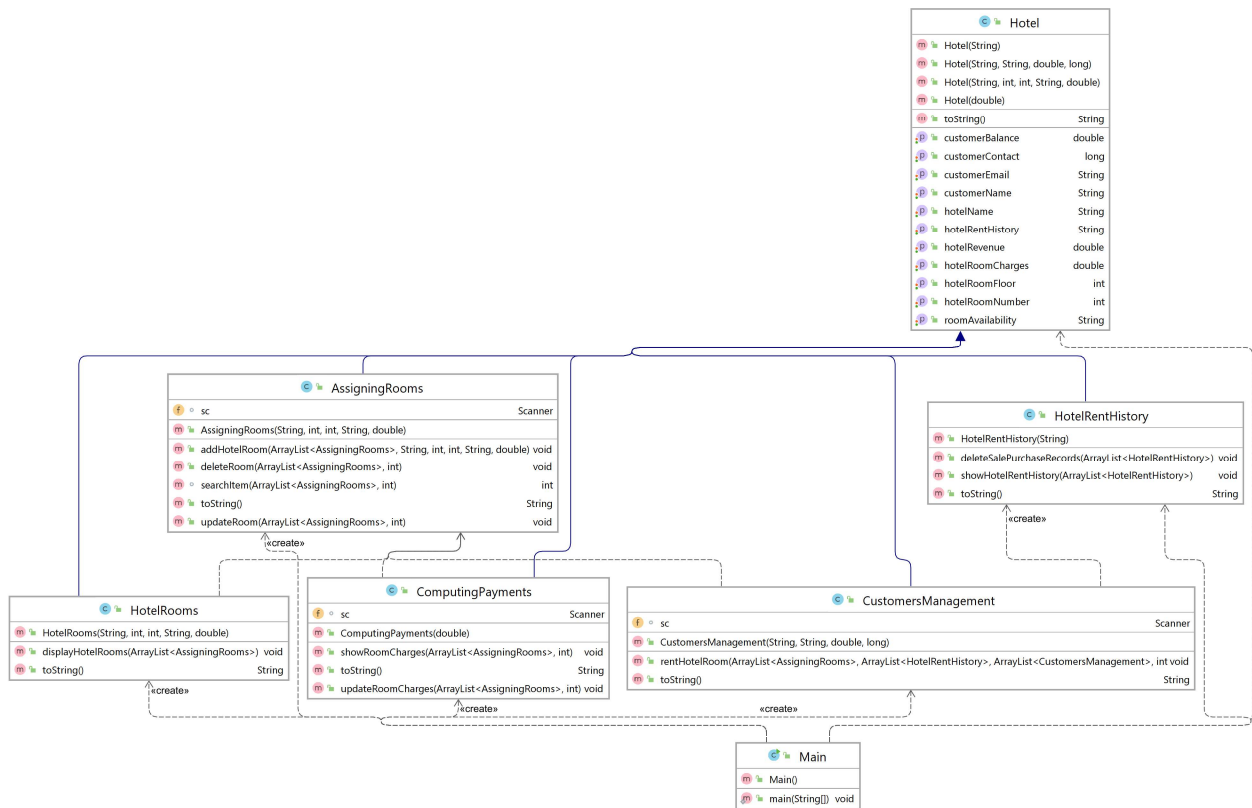 Hotel
Hotel(String)
Hotel(String, String, double, long)
Hotel(String, int, int, String, double)
Hotel(double)
toString() String
customerBalance double
customerContact long
customerEmail String
customerName String
hotelName String
hotelRentHistory String
hotelRevenue double
hotelRoomCharges double
hotelRoomFloor int
hotelRoomNumber int
roomAvailability String
AssigningRooms
sc Scanner
AssigningRooms(String, int, int, String, double)
addHotelRoom(ArrayList<AssigningRooms>, String, int, int, String, double) void
deleteRoom(ArrayList<AssigningRooms>, int) void
searchItem(ArrayList<AssigningRooms>, int) int
toString() String
updateRoom(ArrayList<AssigningRooms>, int) void
HotelRentHistory
HotelRentHistory(String)
deleteSalePurchaseRecords(ArrayList<HotelRentHistory>) void
showHotelRentHistory(ArrayList<HotelRentHistory>) void
toString() String
«create»
«create»
HotelRooms
HotelRooms(String, int, int, String, double)
displayHotelRooms(ArrayList<AssigningRooms>) void
toString() String
ComputingPayments
sc Scanner
ComputingPayments(double)
showRoomCharges(ArrayList<AssigningRooms>, int) void
toString() String
updateRoomCharges(ArrayList<AssigningRooms>, int) void
CustomersManagement
sc Scanner
CustomersManagement(String, String, double, long)
rentHotelRoom(ArrayList<AssigningRooms>, ArrayList<HotelRentHistory>, ArrayList<CustomersManagement>, int void
toString() String
«create»
«create»
«create»
Main
Main()
main(String[]) void